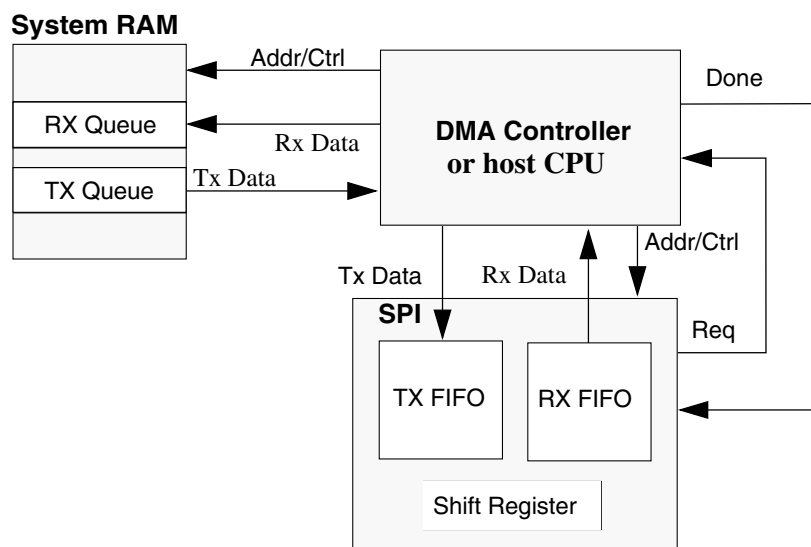 System RAM
Addr/Ctrl
Done
RX Queue
Rx Data
DMA Controller
or host CPU
TX Queue
Tx Data
Addr/Ctrl
Tx Data
Rx Data
SPI
Req
TX FIFO
RX FIFO
Shift Register